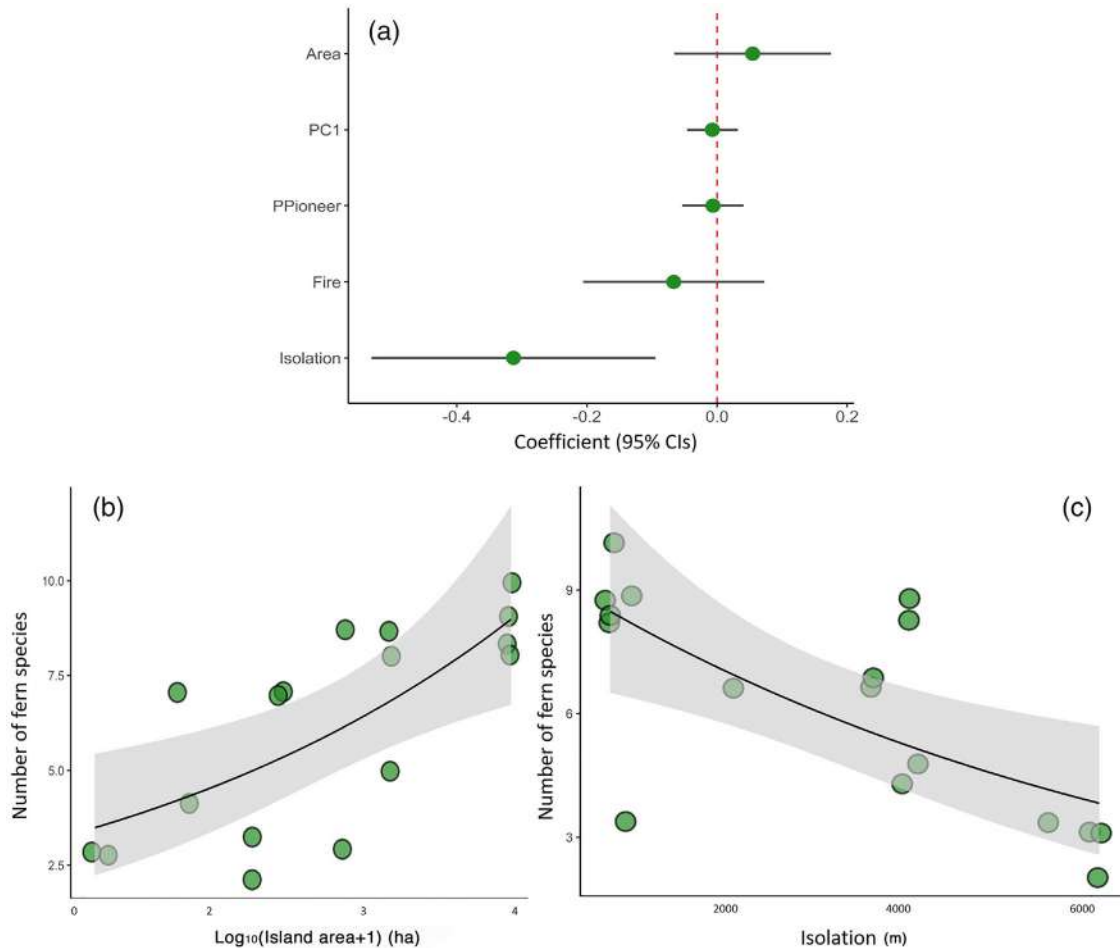 (a)
Area
PC1
PPioneer
Fire
Isolation
-0.4 -0.2 0.0 0.2
Coefficient (95% CIs)
(b)
Number of fern species
10.0
7.5
5.0
2.5
0 2 3 4
Log₁₀(Island area+1) (ha)
(c)
Number of fern species
9
6
3
2000 4000 6000
Isolation (m)